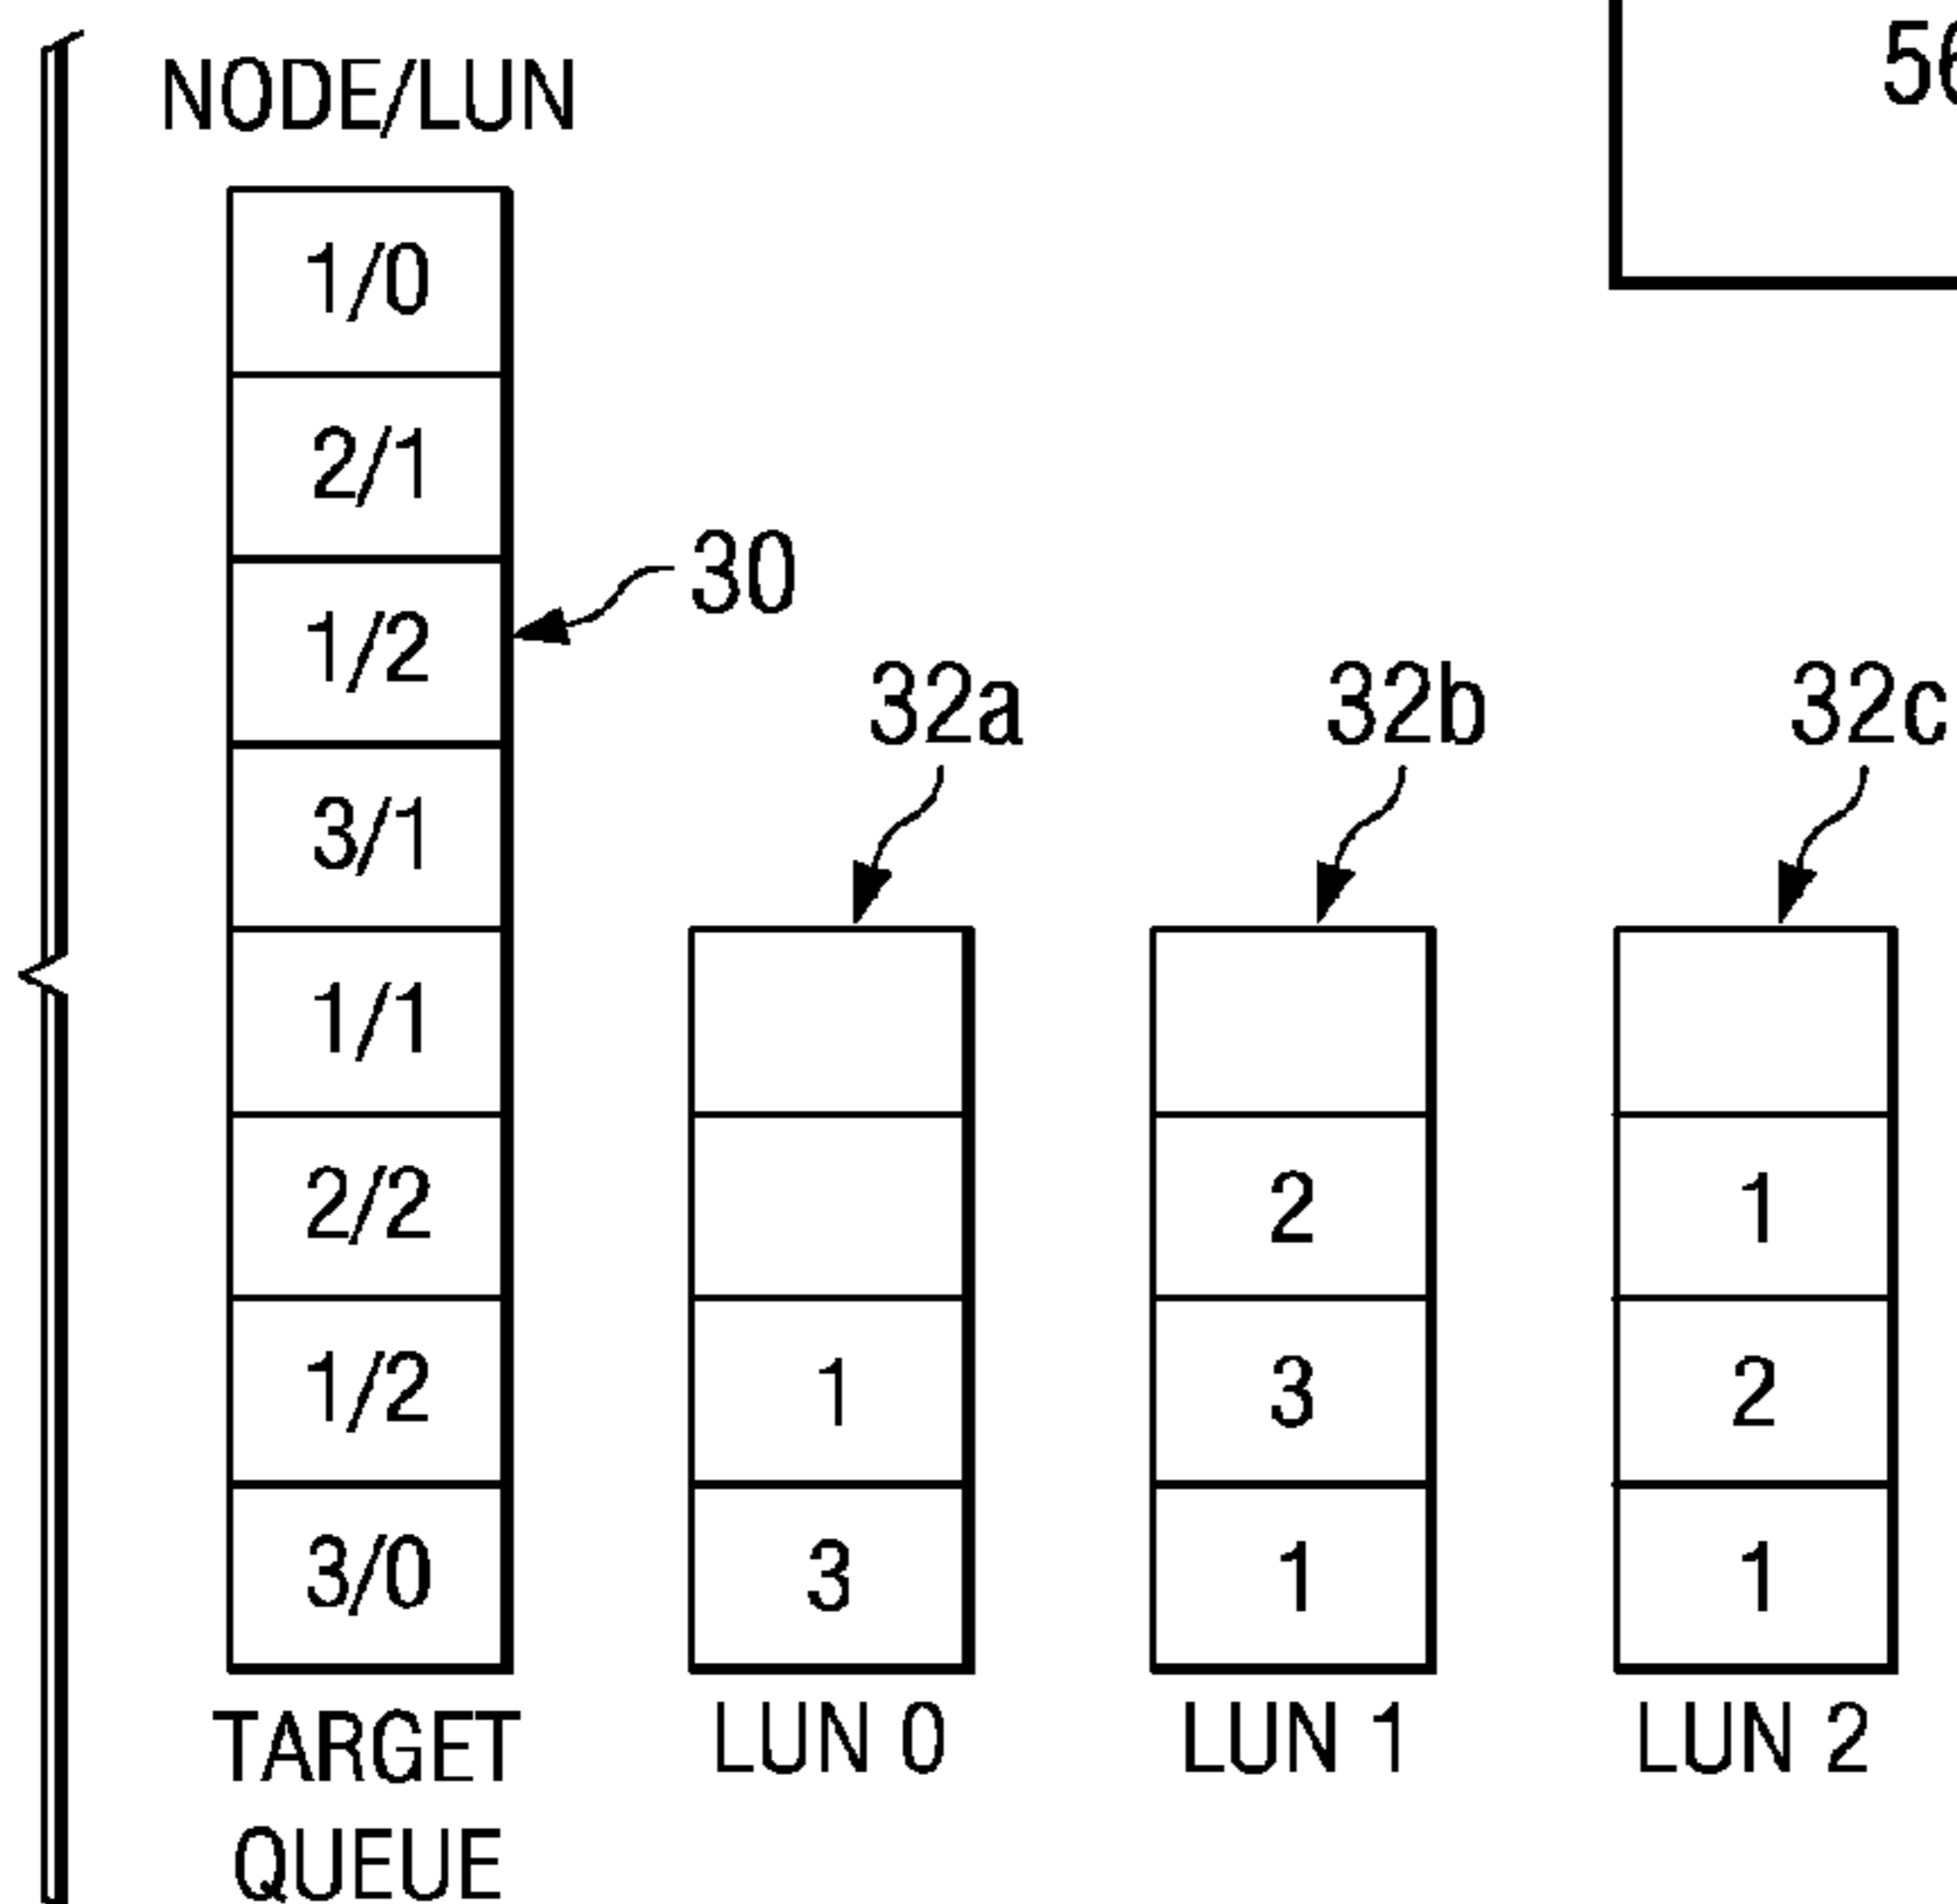 56
NODE/LUN
1/0
2/1
30
1/2
32a 32b 32c
3/1
1/1
2/2 2 1
1/2 1 3 2
3/0 3 1 1
TARGET LUN 0 LUN 1 LUN 2
QUEUE